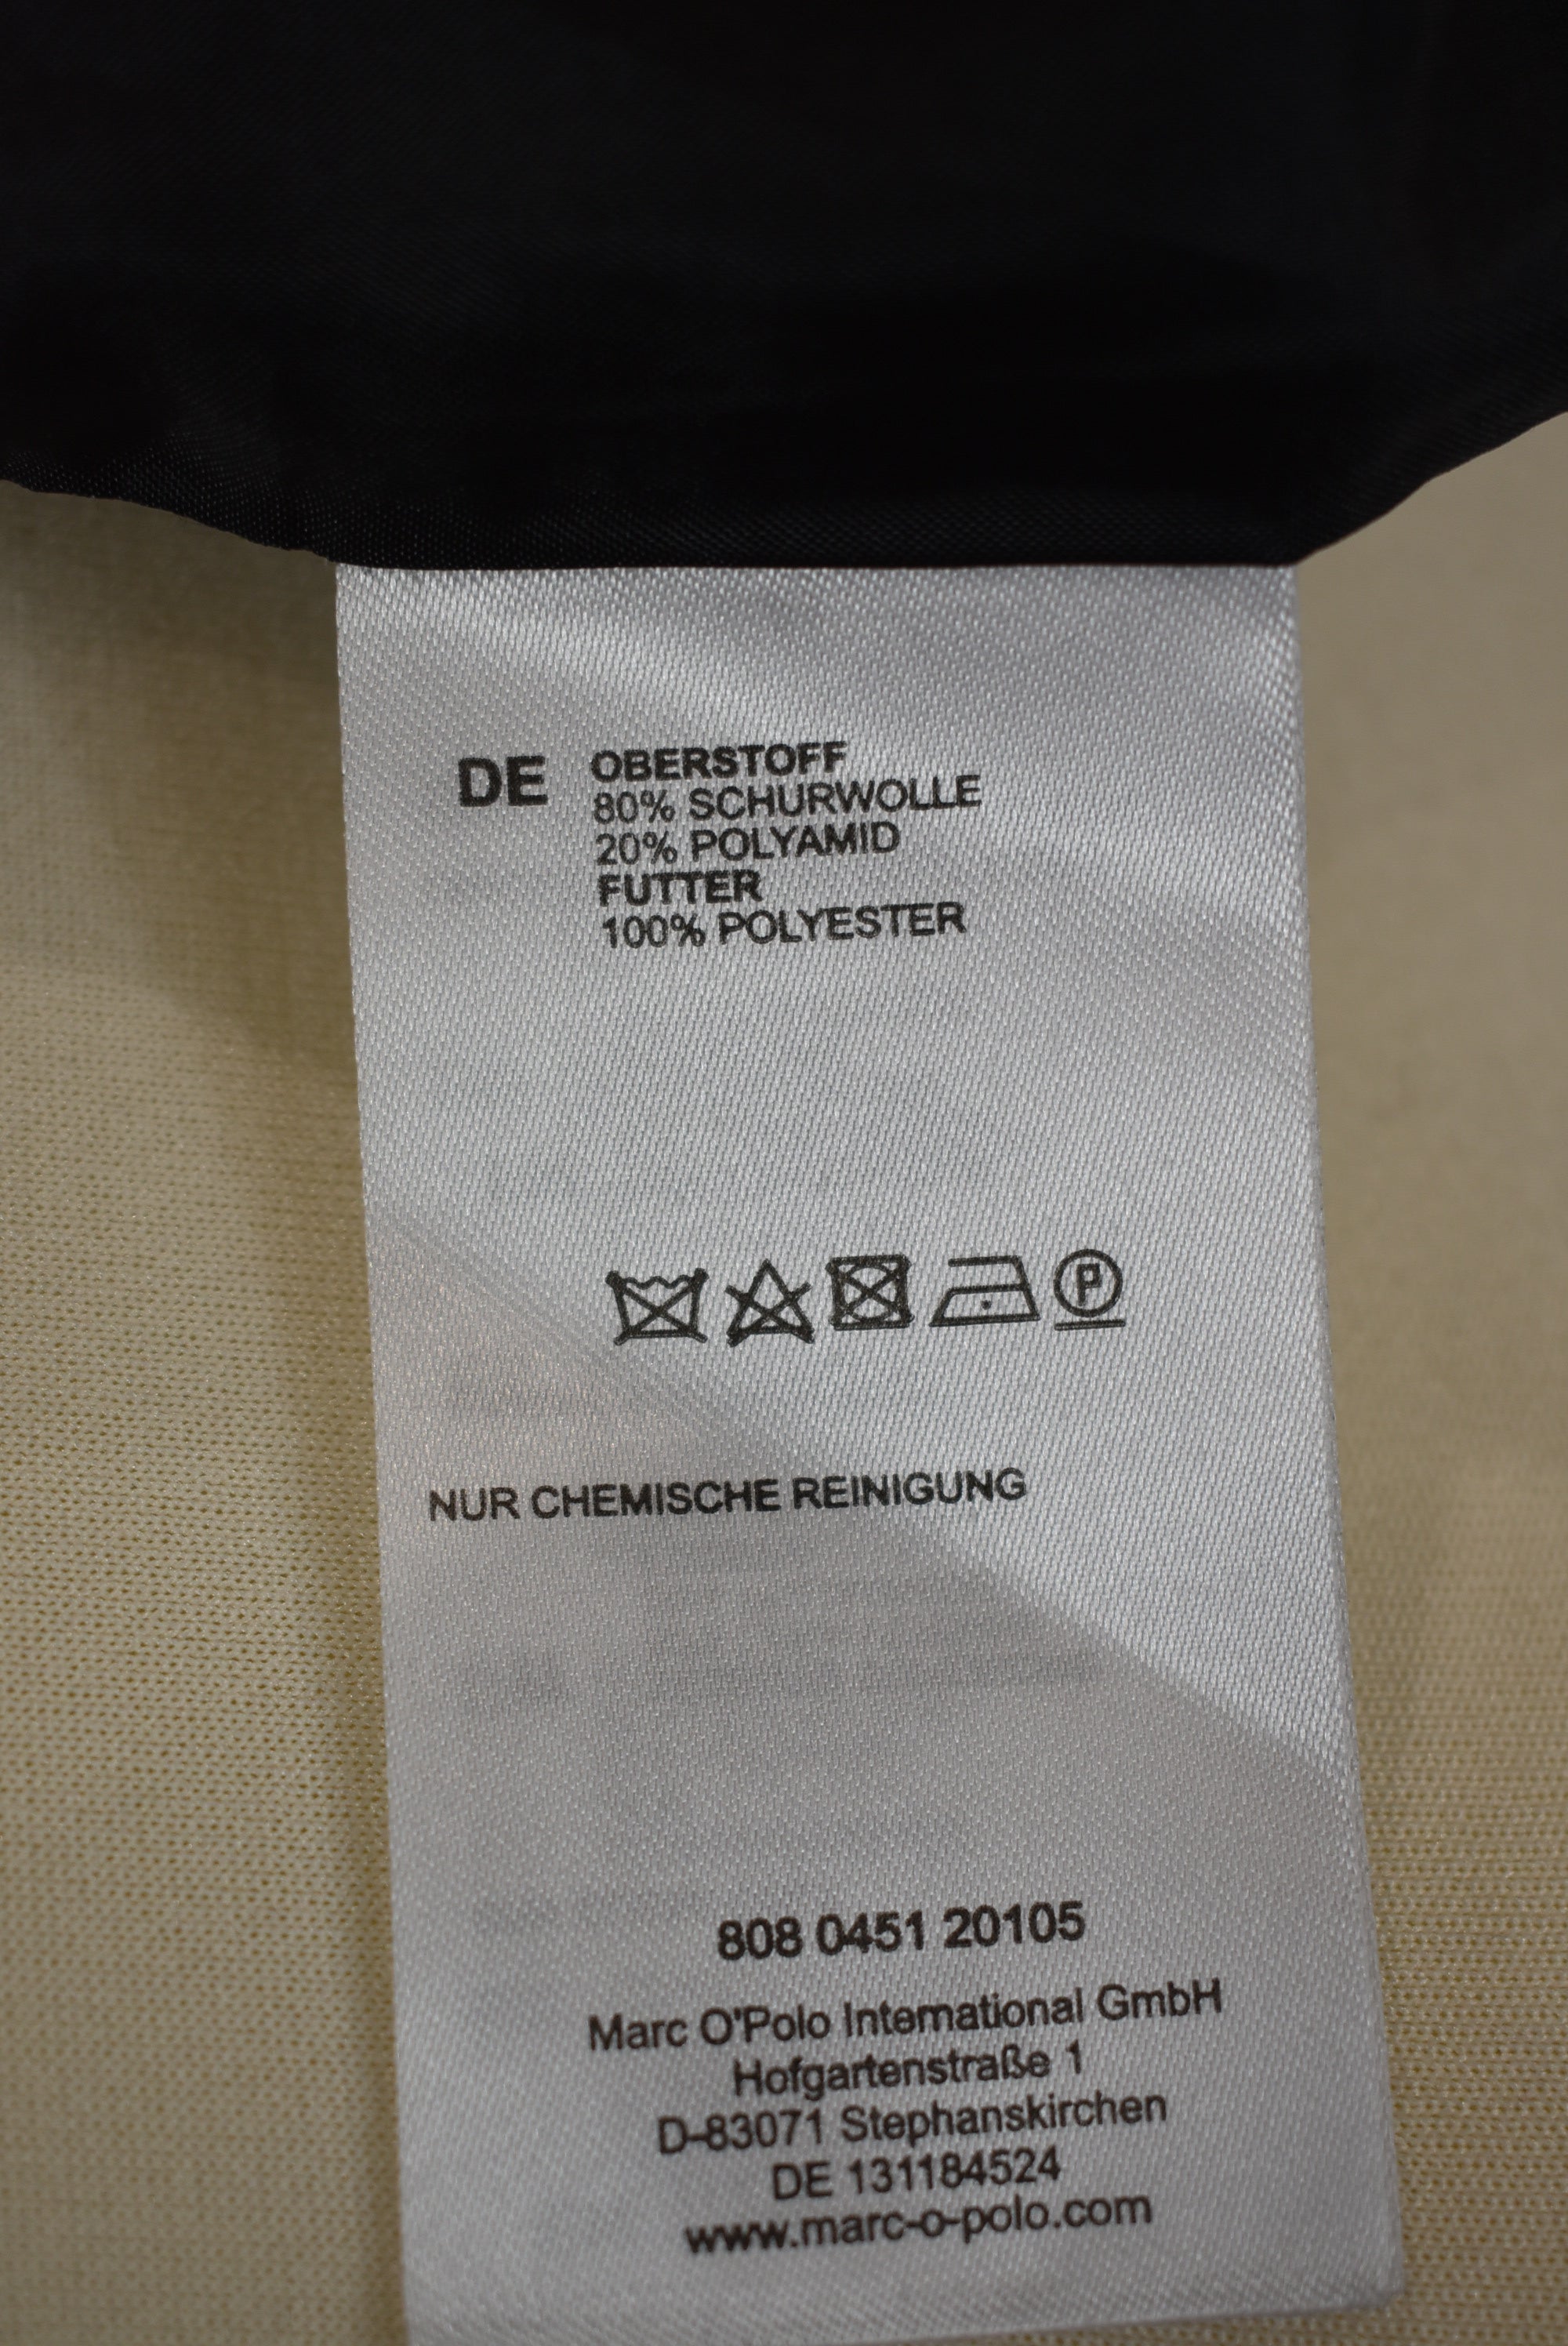 DE OBERSTOFF
80% SCHURWOLLE
20% POLYAMID
FUTTER
100% POLYESTER
P
NUR CHEMISCHE REINIGUNG
808 0451 20105
Marc O'Polo International GmbH
Hofgartenstraße 1
D-83071 Stephanskirchen
DE 131184524
www.marc-o-polo.com